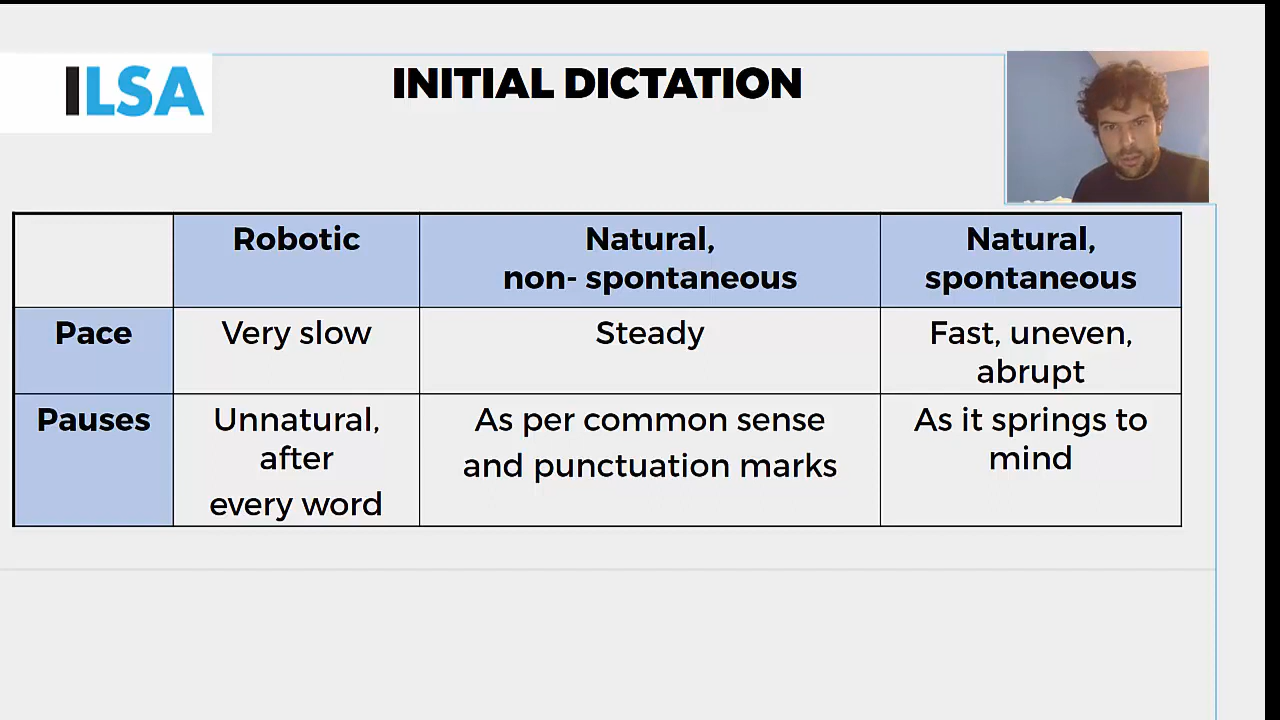 ILSA
INITIAL DICTATION
Robotic
Natural,
non- spontaneous
Natural,
spontaneous
Pace
Very slow
Steady
Fast, uneven,
abrupt
Pauses
Unnatural,
after
every word
As per common sense
and punctuation marks
As it springs to
mind